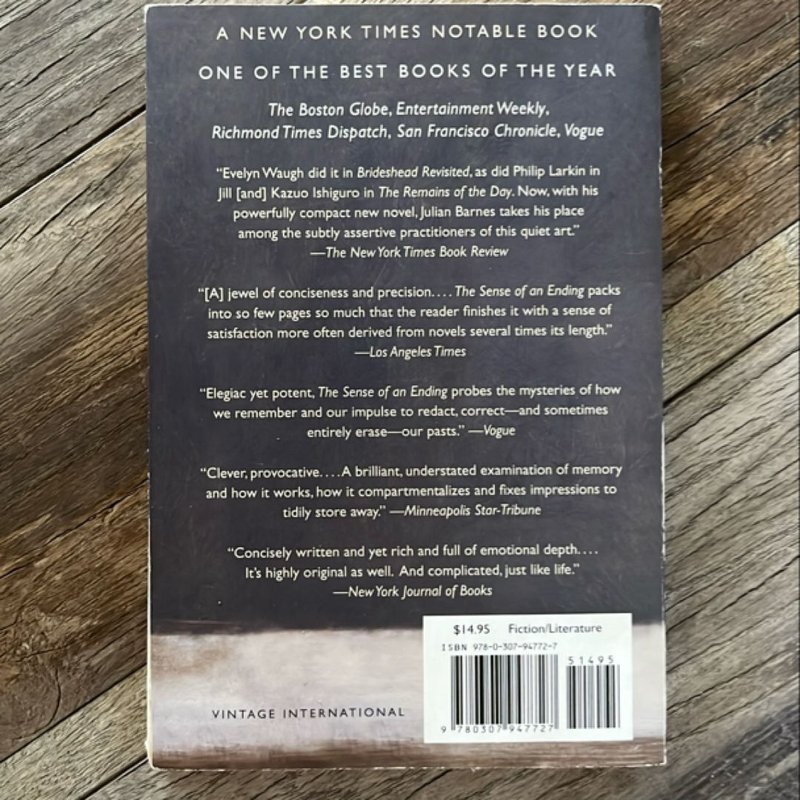 A NEW YORK TIMES NOTABLE BOOK
ONE OF THE BEST BOOKS OF THE YEAR
The Boston Globe, Entertainment Weekly,
Richmond Times Dispatch, San Francisco Chronicle, Vogue
“Evelyn Waugh did it in Brideshead Revisited, as did Philip Larkin in
Jill [and] Kazuo Ishiguro in The Remains of the Day. Now, with his
powerfully compact new novel, Julian Barnes takes his place
among the subtly assertive practitioners of this quiet art.”
—The New York Times Book Review
“[A] jewel of conciseness and precision.... The Sense of an Ending packs
into so few pages so much that the reader finishes it with a sense of
satisfaction more often derived from novels several times its length.”
—Los Angeles Times
“Elegiac yet potent, The Sense of an Ending probes the mysteries of how
we remember and our impulse to redact, correct—and sometimes
entirely erase—our pasts.” —Vogue
“Clever, provocative.... A brilliant, understated examination of memory
and how it works, how it compartmentalizes and fixes impressions to
tidily store away.” —Minneapolis Star-Tribune
“Concisely written and yet rich and full of emotional depth....
It’s highly original as well. And complicated, just like life.”
—New York Journal of Books
$14.95 Fiction/Literature
ISBN 978-0-307-94772-7
51495
9 780307 947727
VINTAGE INTERNATIONAL